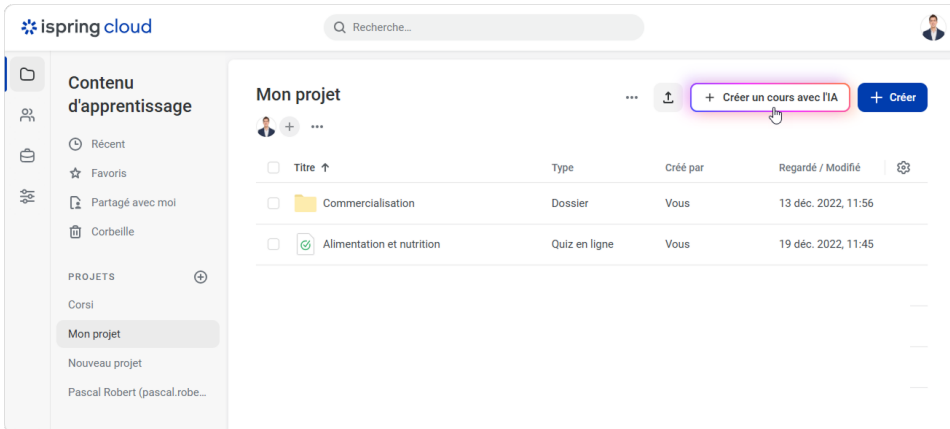 ispring cloud
Recherche...
Contenu
d'apprentissage
Récent
Favoris
Partagé avec moi
Corbeille
PROJETS
Corsi
Mon projet
Nouveau projet
Pascal Robert (pascal.robe...
Mon projet
+ Créer un cours avec l'IA
+ Créer
Titre ↑ Type Créé par Regardé / Modifié
Commercialisation Dossier Vous 13 déc. 2022, 11:56
Alimentation et nutrition Quiz en ligne Vous 19 déc. 2022, 11:45